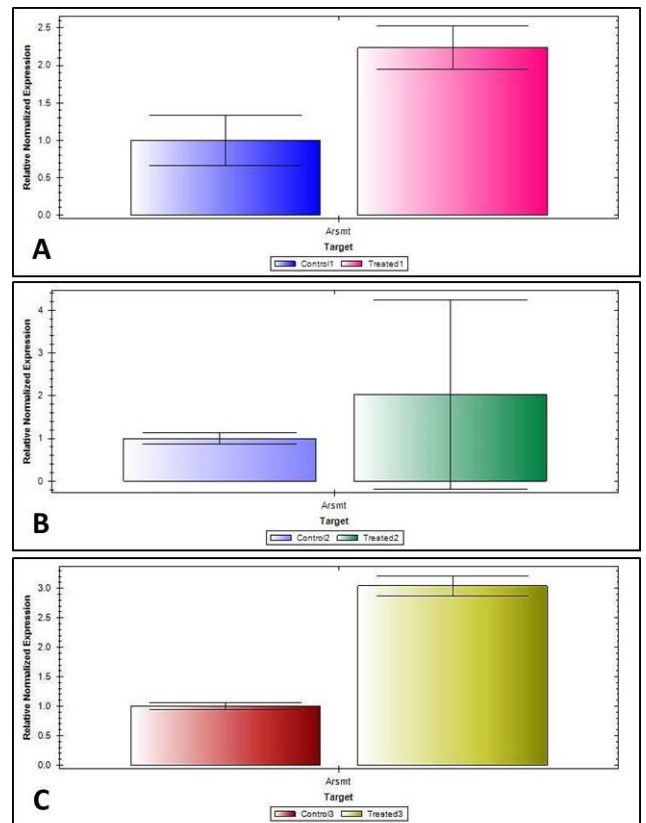 Relative Normalized Expression
2.5
2.0
1.5
1.0
0.5
0.0
Arsmt
Target
A
Control1 Treated1
Relative Normalized Expression
4
3
2
1
0
Arsmt
Target
B
Control2 Treated2
Relative Normalized Expression
3.0
2.5
2.0
1.5
1.0
0.5
0.0
Arsmt
Target
C
Control3 Treated3